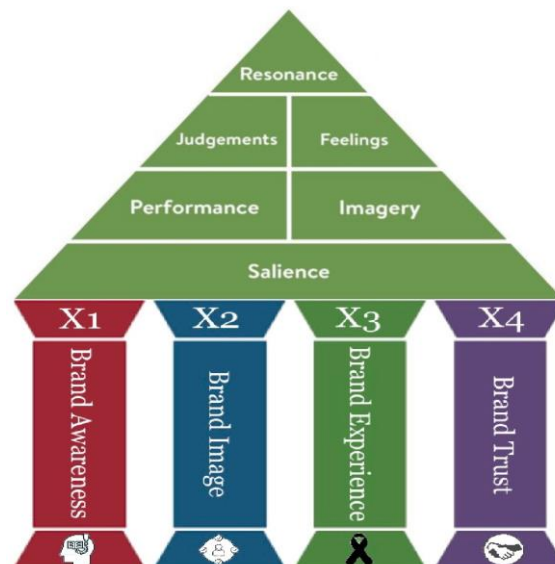 Resonance
Judgements
Feelings
Performance
Imagery
Salience
X1
X2
X3
X4
Brand Awareness
Brand Image
Brand Experience
Brand Trust